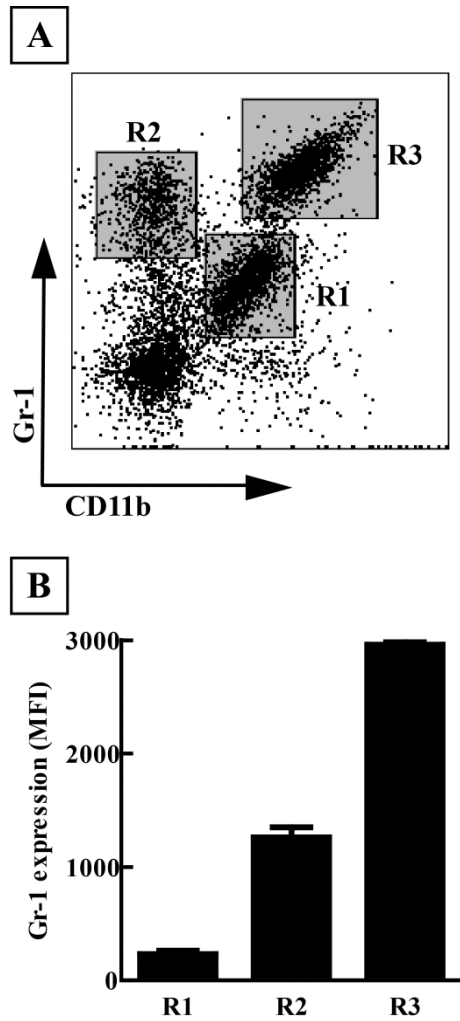 A
R2
R3
R1
Gr-1
CD11b
B
3000
2000
1000
0
Gr-1 expression (MFI)
R1 R2 R3